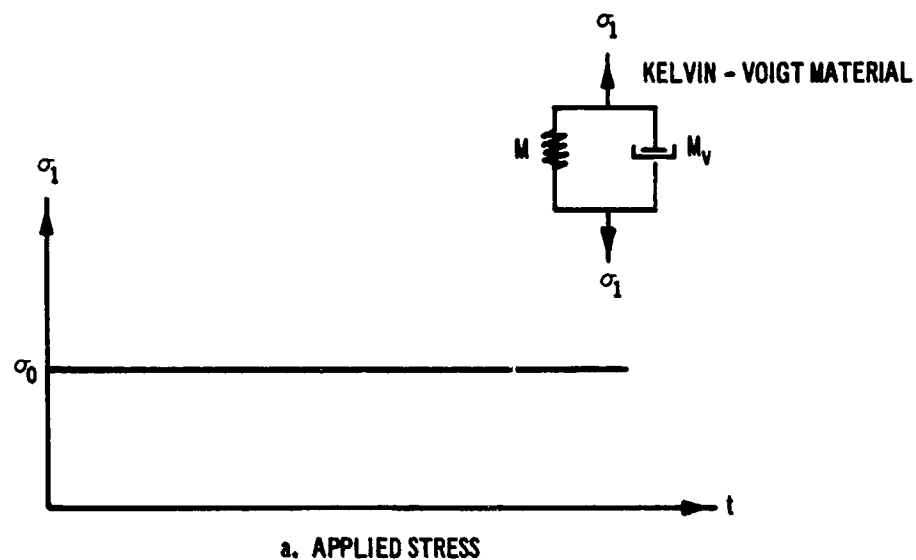 σ₁
KELVIN - VOIGT MATERIAL
M
Mᵥ
σ₁
σ₁
σ₀
t
a. APPLIED STRESS